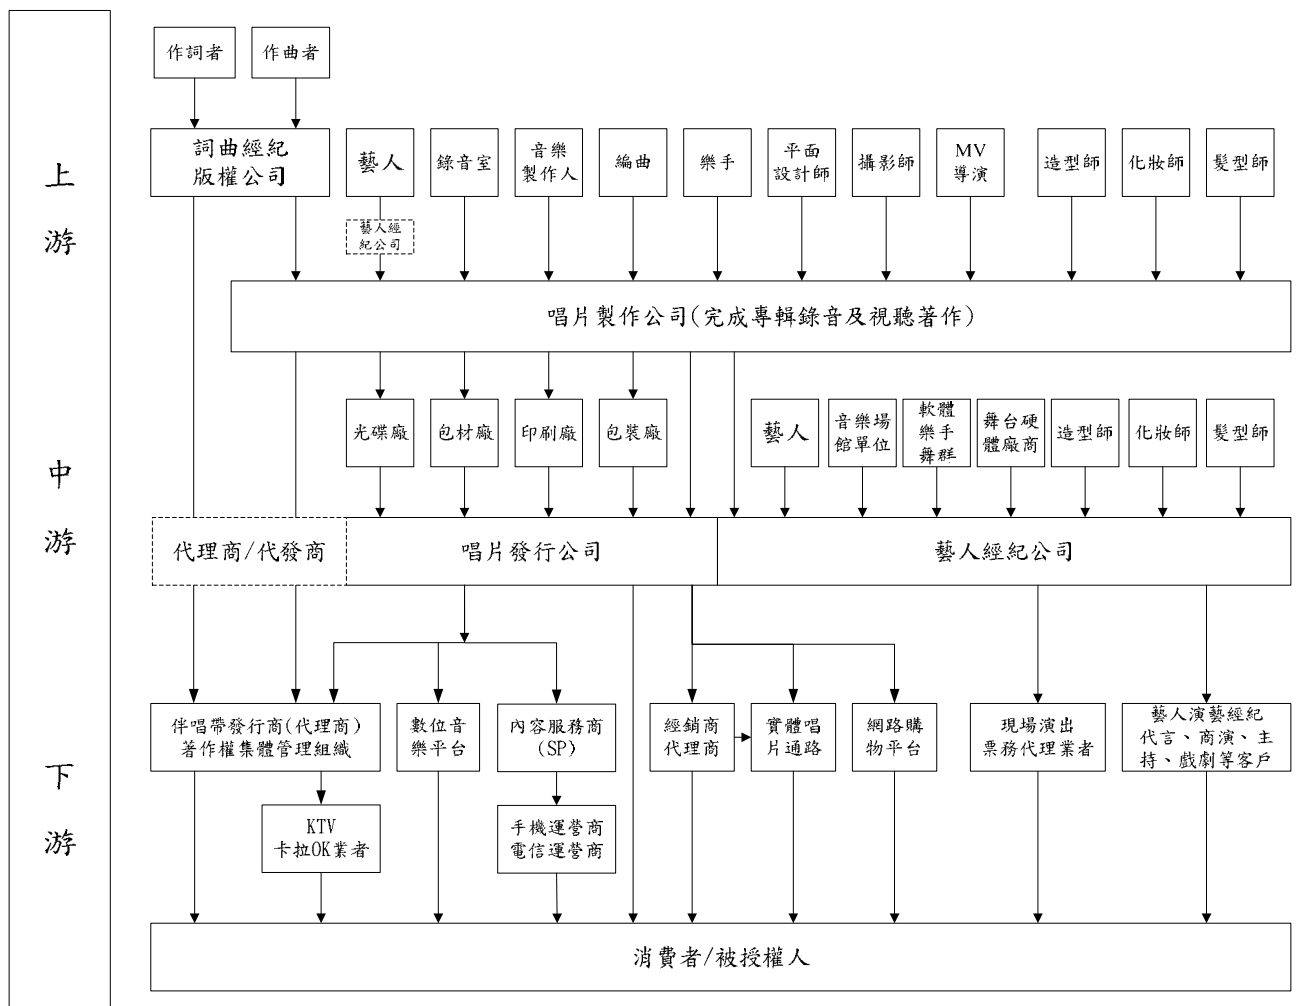 上
游
中
游
下
游
作詞者
作曲者
詞曲經紀
版權公司
藝人
錄音室
音樂
製作人
編曲
樂手
平面
設計師
攝影師
MV
導演
造型師
化妝師
髮型師
藝人經
紀公司
唱片製作公司(完成專輯錄音及視聽著作)
光碟廠
包材廠
印刷廠
包裝廠
藝人
音樂場
館單位
軟體
樂手
舞群
舞台硬
體廠商
造型師
化妝師
髮型師
代理商/代發商
唱片發行公司
藝人經紀公司
伴唱帶發行商(代理商)
著作權集體管理組織
數位音
樂平台
內容服務商
(SP)
經銷商
代理商
實體唱
片通路
網路購
物平台
現場演出
票務代理業者
藝人演藝經紀
代言、商演、主
持、戲劇等客戶
KTV
卡拉OK業者
手機運營商
電信運營商
消費者/被授權人